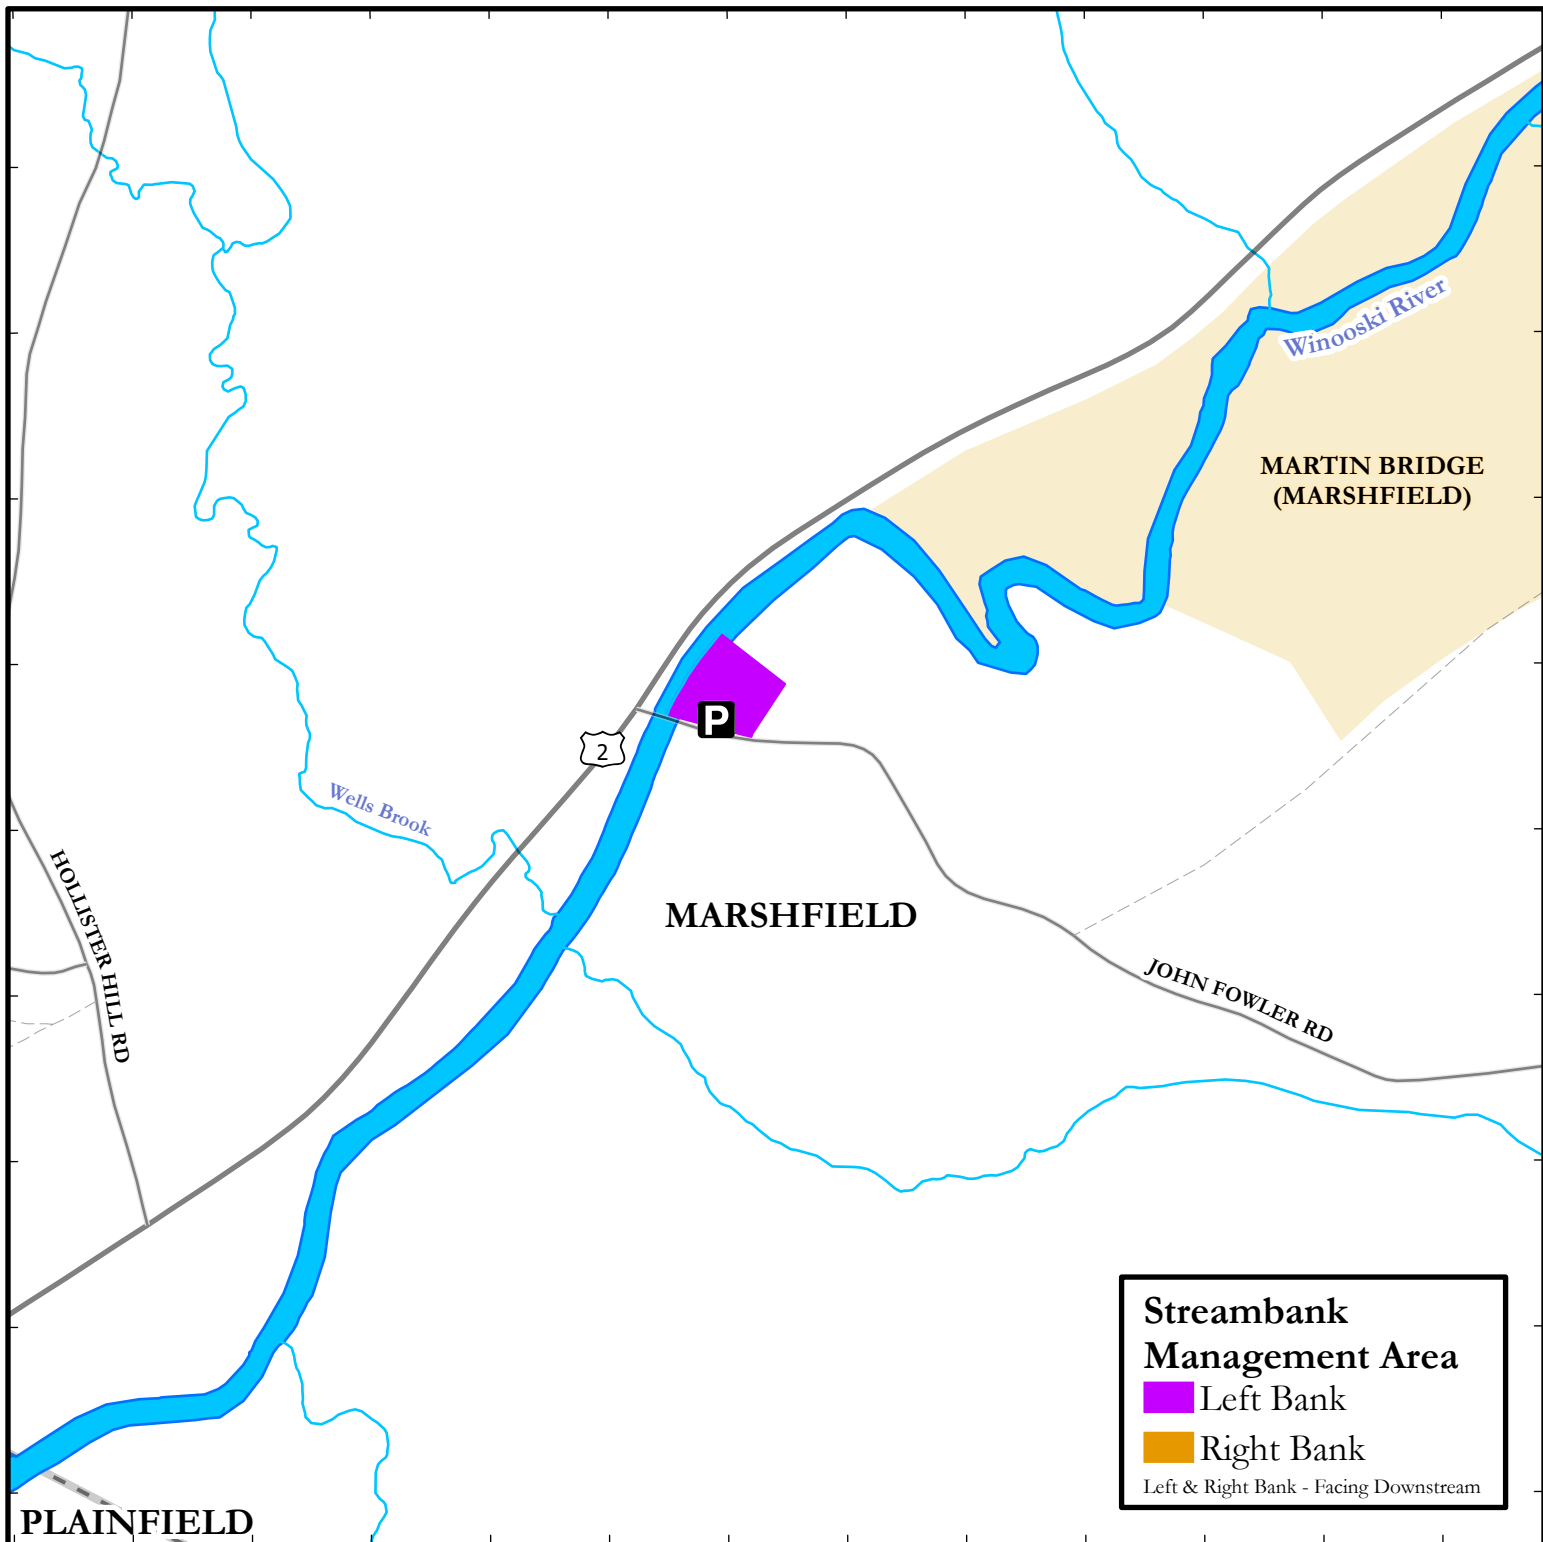 Winooski River
MARTIN BRIDGE
(MARSHFIELD)
P
2
Wells Brook
HOLLISTER HILL RD
MARSHFIELD
JOHN FOWLER RD
Streambank
Management Area
Left Bank
Right Bank
Left & Right Bank - Facing Downstream
PLAINFIELD